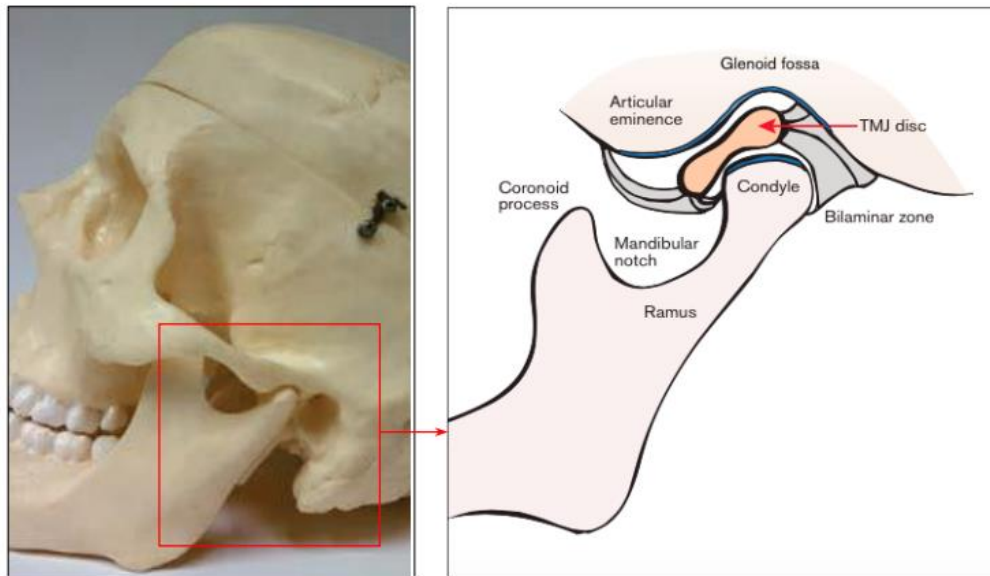 Glenoid fossa
Articular
eminence
TMJ disc
Coronoid
process
Condyle
Bilaminar zone
Mandibular
notch
Ramus